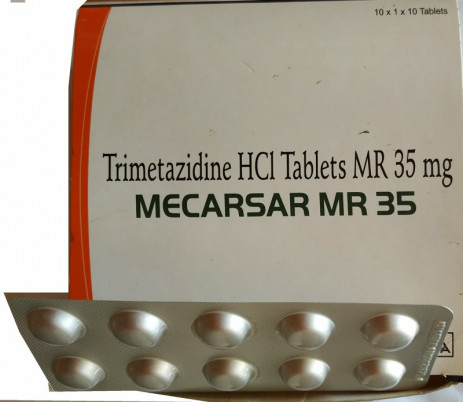 10 x 1 x 10 Tablets
Trimetazidine HCl Tablets MR 35 mg
MECARSAR MR 35